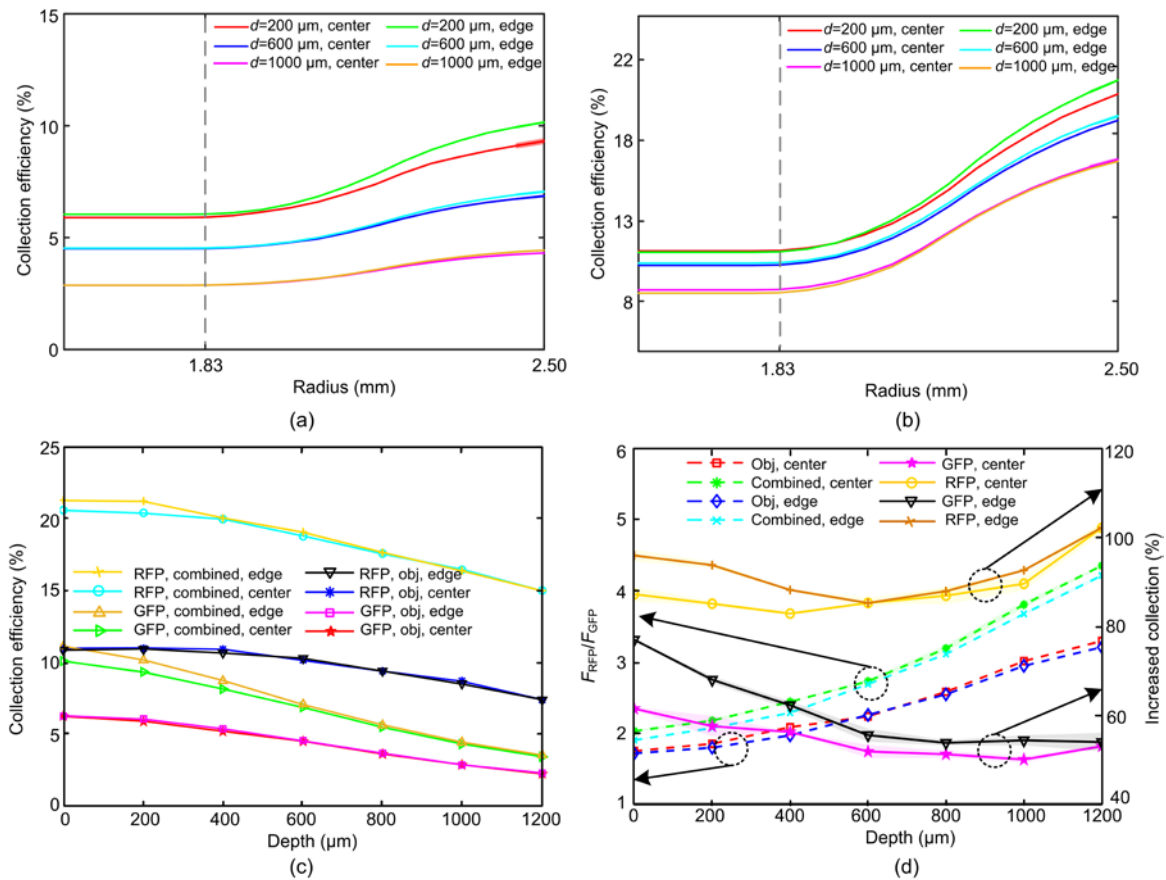 15
10
5
0
Collection efficiency (%)
d=200 µm, center
d=200 µm, edge
d=600 µm, center
d=600 µm, edge
d=1000 µm, center
d=1000 µm, edge
1.83
2.50
Radius (mm)
(a)
22
18
13
8
Collection efficiency (%)
d=200 µm, center
d=200 µm, edge
d=600 µm, center
d=600 µm, edge
d=1000 µm, center
d=1000 µm, edge
1.83
2.50
Radius (mm)
(b)
25
20
15
10
5
0
Collection efficiency (%)
RFP, combined, edge
RFP, obj, edge
RFP, combined, center
RFP, obj, center
GFP, combined, edge
GFP, obj, edge
GFP, combined, center
GFP, obj, center
0 200 400 600 800 1000 1200
Depth (µm)
(c)
6
5
4
3
2
1
FRFP/FGFP
Obj, center
GFP, center
Combined, center
RFP, center
Obj, edge
GFP, edge
Combined, edge
RFP, edge
120
100
80
60
40
Increased collection (%)
0 200 400 600 800 1000 1200
Depth (µm)
(d)